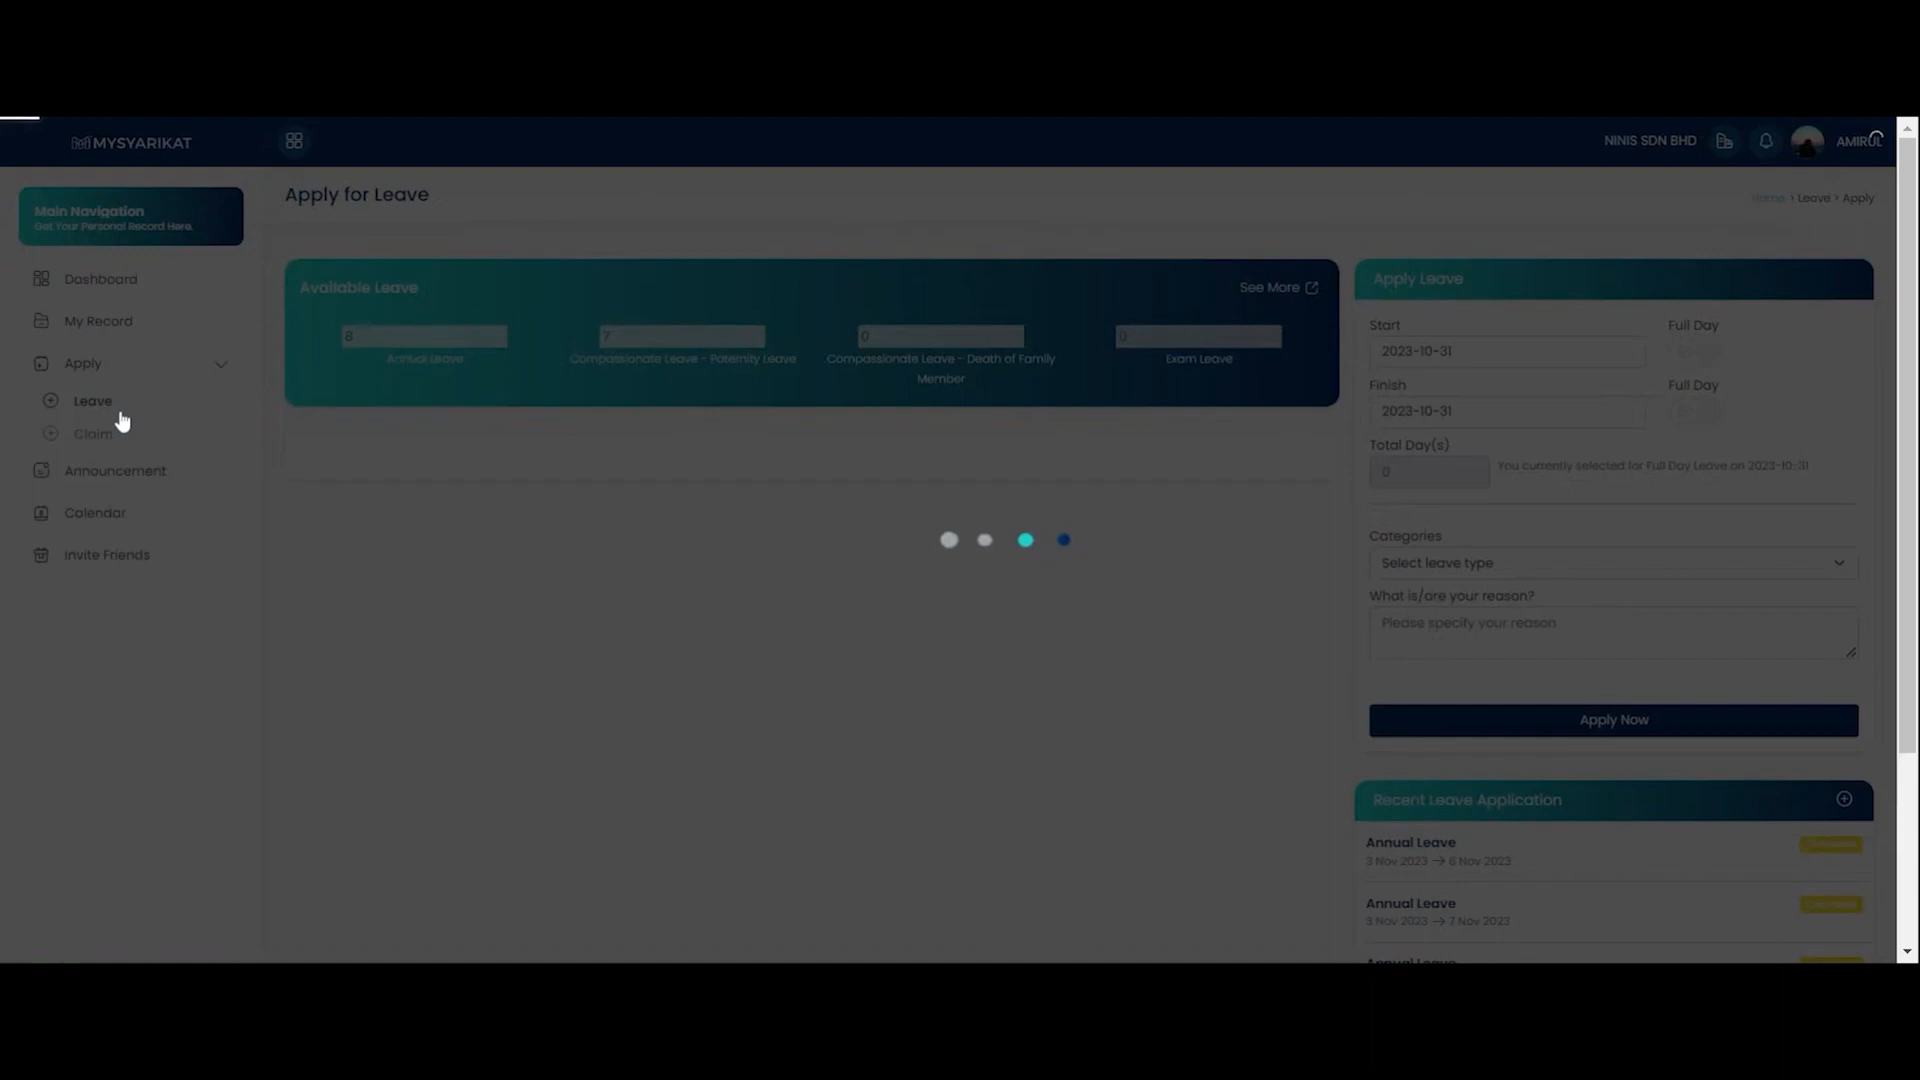 MYSYARIKAT
NINIS SDN BHD
AMIRUL
Main Navigation
Get Your Personal Record Here.
Dashboard
My Record
Apply
Leave
Claim
Announcement
Calendar
Invite Friends
Apply for Leave
Home > Leave > Apply
Available Leave
See More
8
Annual Leave
7
Compassionate Leave - Paternity Leave
0
Compassionate Leave - Death of Family
Member
0
Exam Leave
Apply Leave
Start
Full Day
2023-10-31
Finish
Full Day
2023-10-31
Total Day(s)
0
You currently selected for Full Day Leave on 2023-10-31
Categories
Select leave type
What is/are your reason?
Please specify your reason
Apply Now
Recent Leave Application
Annual Leave
3 Nov 2023 → 6 Nov 2023
Annual Leave
3 Nov 2023 → 7 Nov 2023
Annual Leave